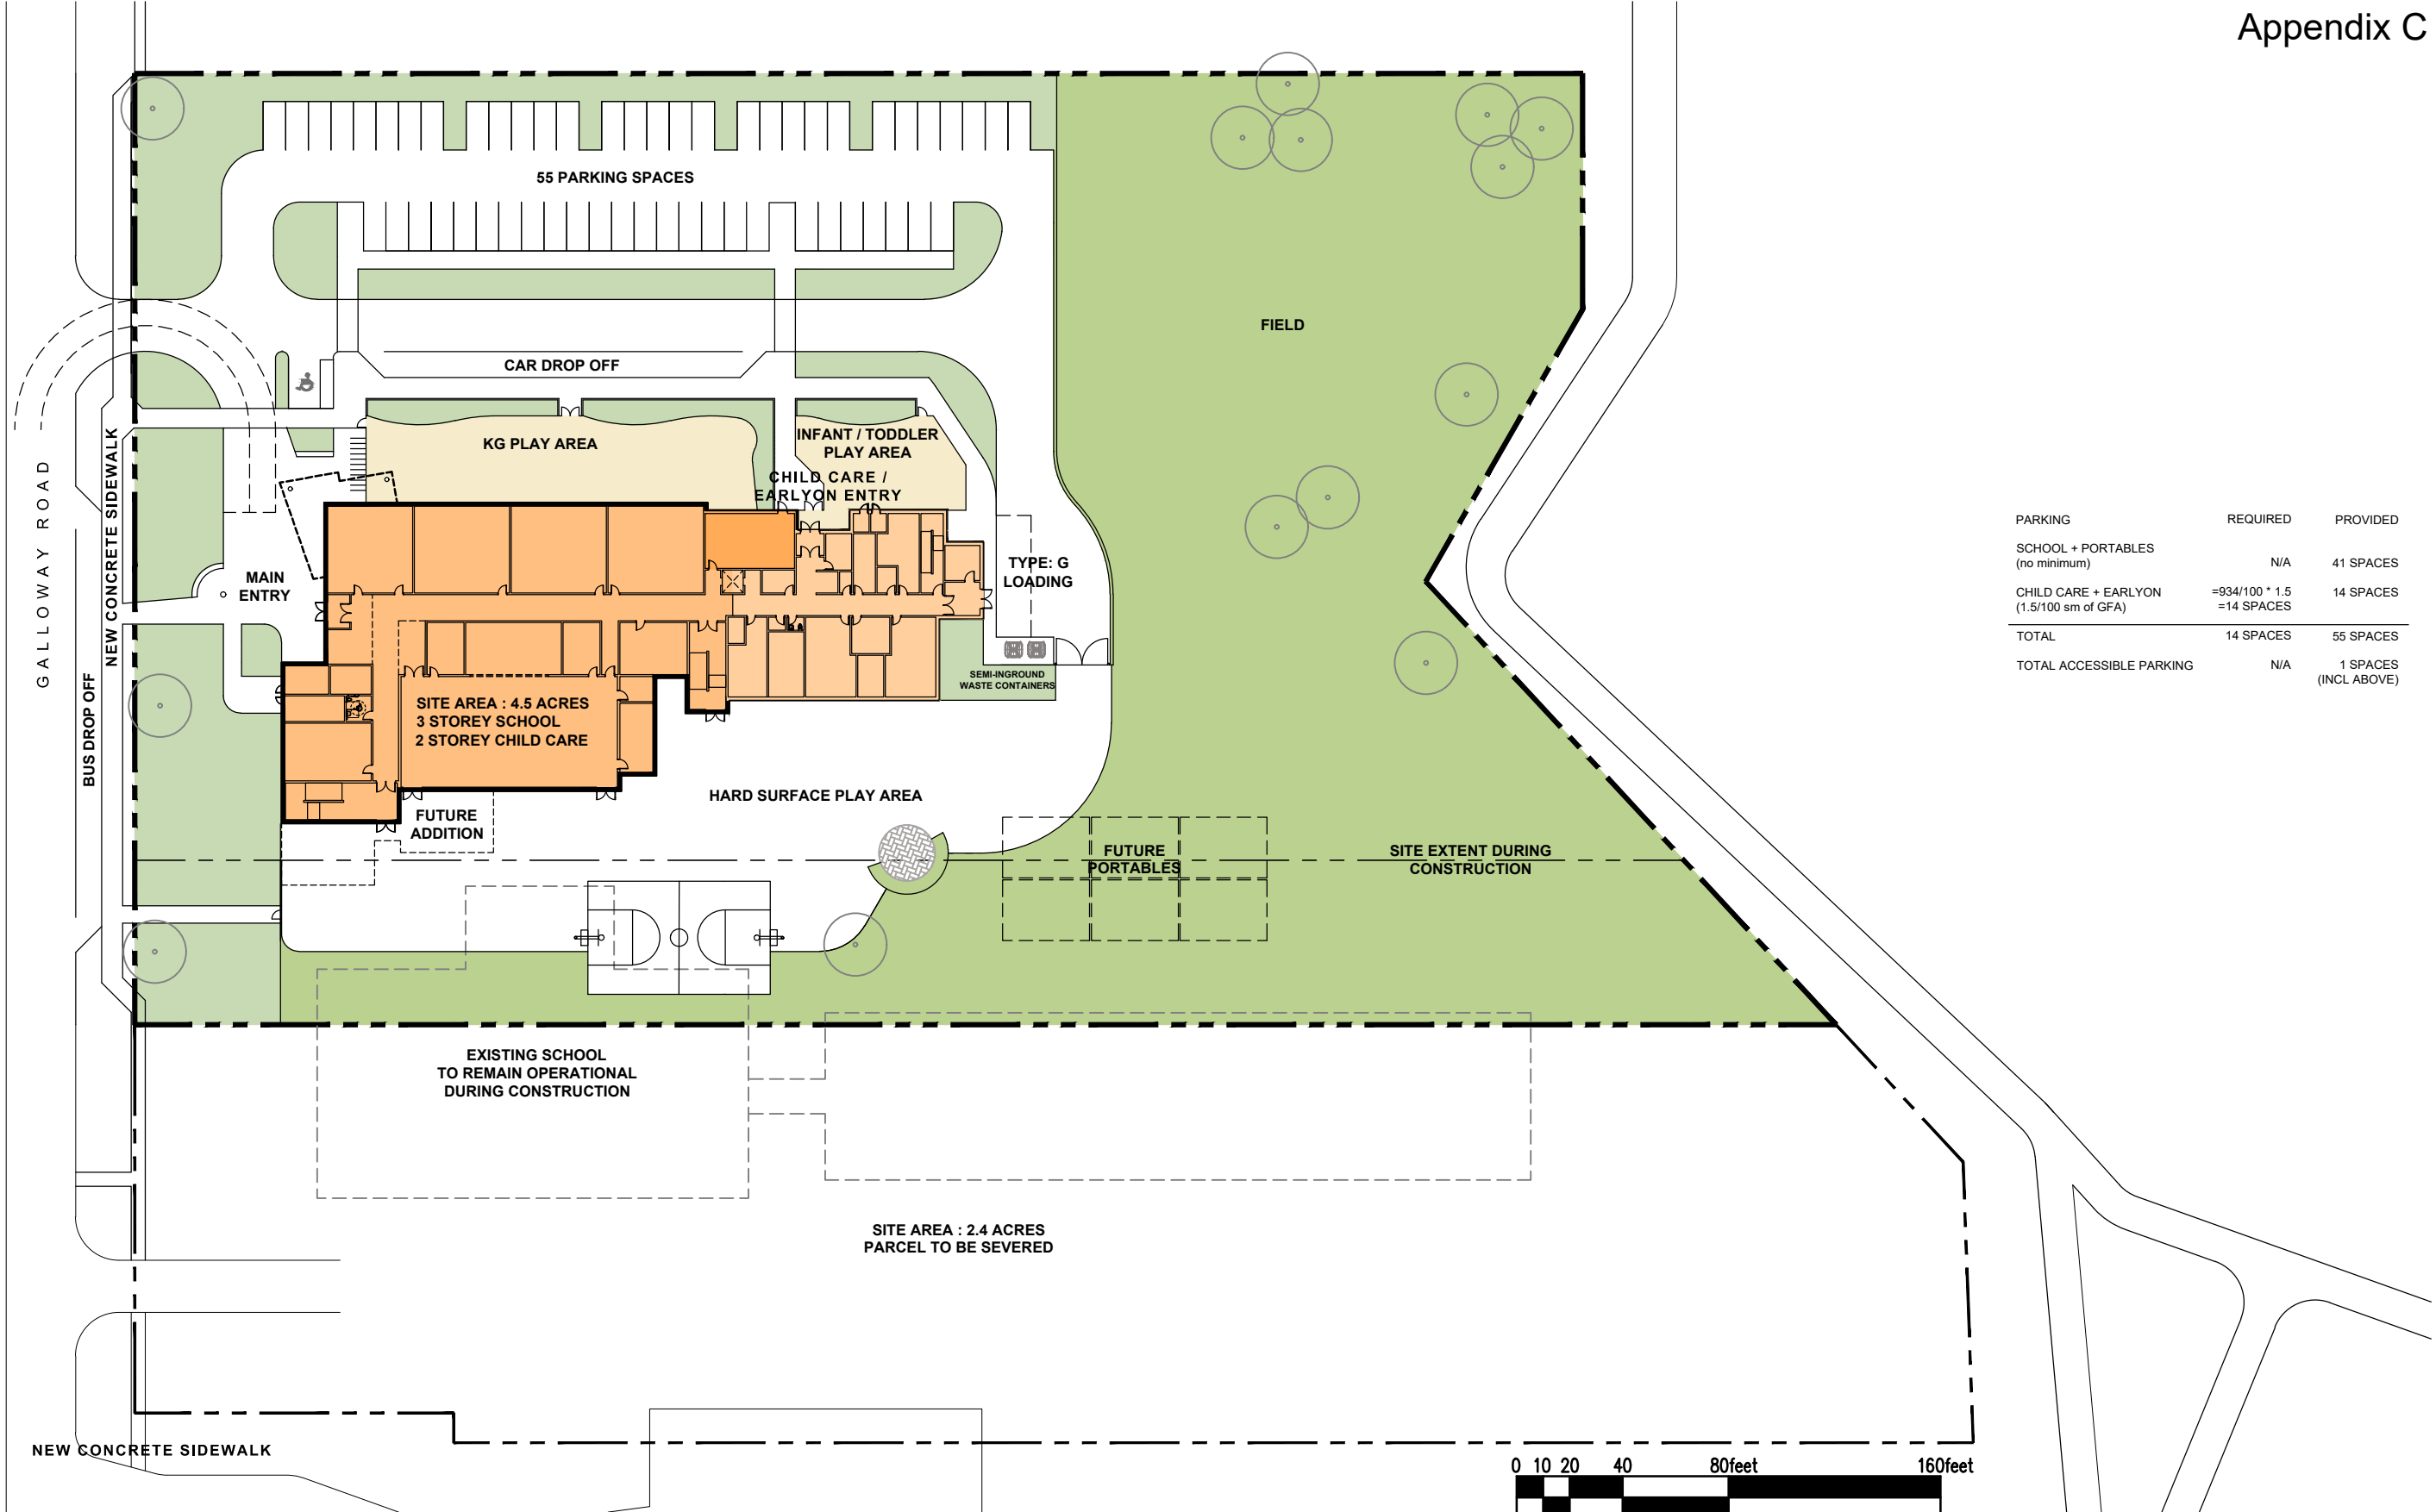 Appendix C
55 PARKING SPACES
FIELD
CAR DROP OFF
KG PLAY AREA
INFANT / TODDLER
PLAY AREA
CHILD CARE /
EARLYON ENTRY
GALLOWAY ROAD
NEW CONCRETE SIDEWALK
BUS DROP OFF
MAIN
ENTRY
TYPE: G
LOADING
SEMI-INGROUND
WASTE CONTAINERS
SITE AREA : 4.5 ACRES
3 STOREY SCHOOL
2 STOREY CHILD CARE
HARD SURFACE PLAY AREA
FUTURE
ADDITION
FUTURE
PORTABLES
SITE EXTENT DURING
CONSTRUCTION
PARKING REQUIRED PROVIDED
SCHOOL + PORTABLES
(no minimum) N/A 41 SPACES
CHILD CARE + EARLYON =934/100 * 1.5 14 SPACES
(1.5/100 sm of GFA) =14 SPACES
TOTAL 14 SPACES 55 SPACES
TOTAL ACCESSIBLE PARKING N/A 1 SPACES
(INCL ABOVE)
EXISTING SCHOOL
TO REMAIN OPERATIONAL
DURING CONSTRUCTION
SITE AREA : 2.4 ACRES
PARCEL TO BE SEVERED
NEW CONCRETE SIDEWALK
0 10 20 40 80feet 160feet